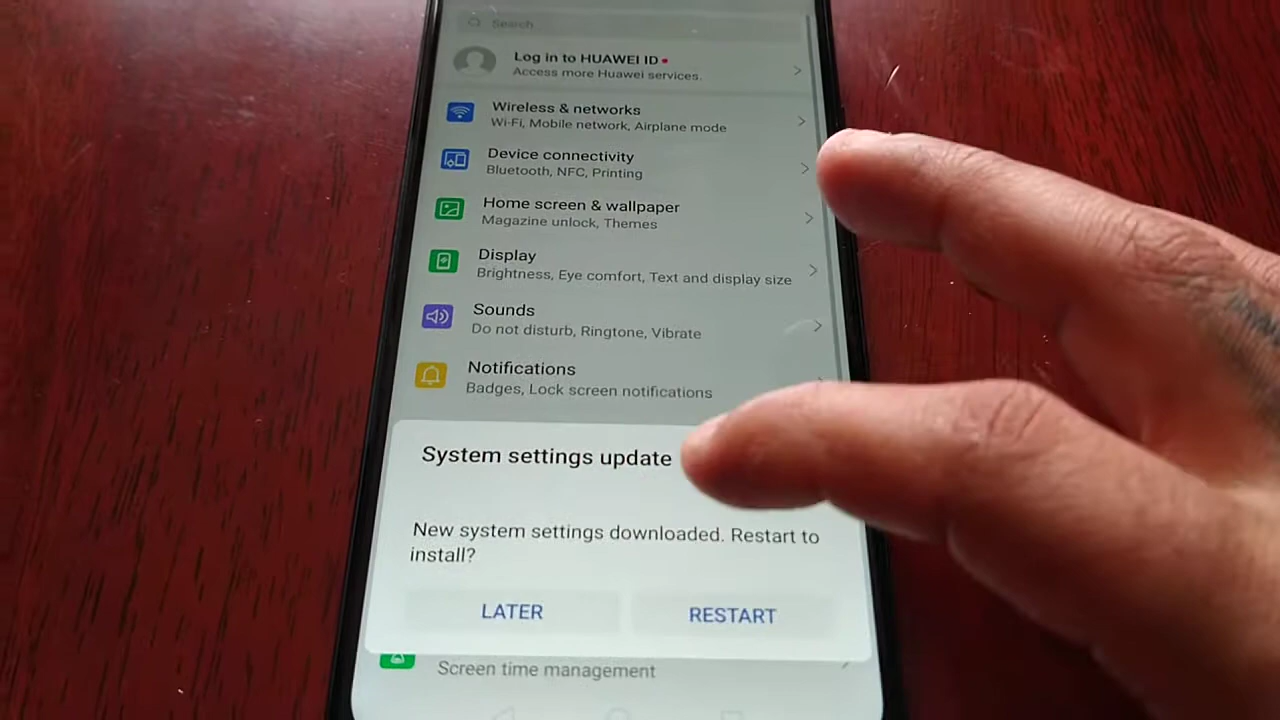 Search
Log in to HUAWEI ID
Access more Huawei services.
Wireless & networks
Wi-Fi, Mobile network, Airplane mode
Device connectivity
Bluetooth, NFC, Printing
Home screen & wallpaper
Magazine unlock, Themes
Display
Brightness, Eye comfort, Text and display size
Sounds
Do not disturb, Ringtone, Vibrate
Notifications
Badges, Lock screen notifications
System settings update
New system settings downloaded. Restart to
install?
LATER
RESTART
Screen time management